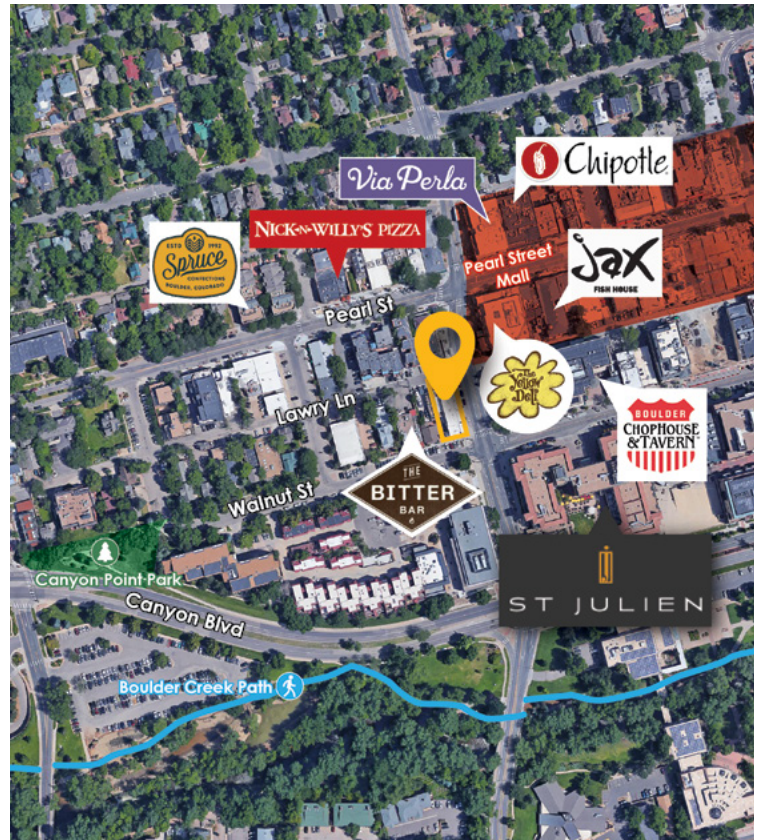 Chipotle
Via Perla
NICK-N-WILLY'S PIZZA
ESTD 1992
Spruce
CONFECTIONS
BOULDER, COLORADO
Pearl Street
Mall
Jax
FISH HOUSE
Pearl St
The
Yellow
Deli
Lawry Ln
BOULDER
CHOPHOUSE
& TAVERN
THE
BITTER
BAR
Walnut St
ST JULIEN
Canyon Point Park
Canyon Blvd
Boulder Creek Path